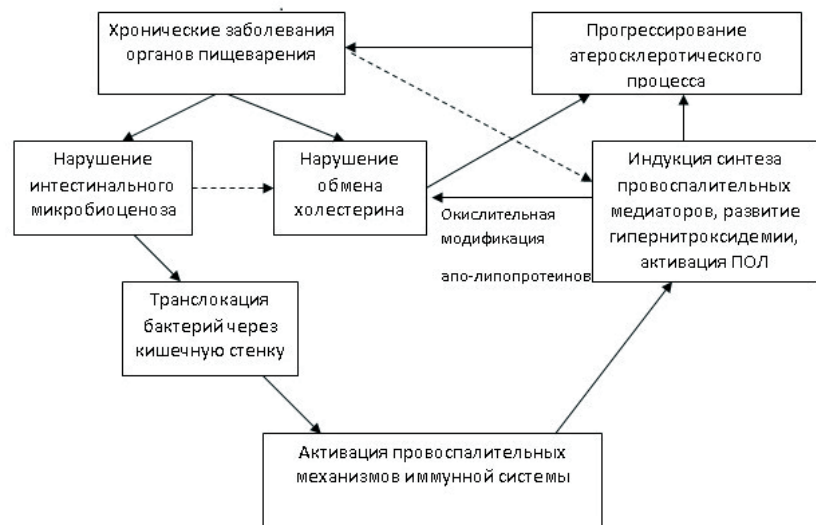 Хронические заболевания
органов пищеварения
Прогрессирование
атеросклеротического
процесса
Нарушение
интестинального
микробиоценоза
Нарушение
обмена
холестерина
Индукция синтеза
провоспалительных
медиаторов, развитие
гипернитроксидемии,
активация ПОЛ
Окислительная
модификация
апо-липопротеинов
Транслокация
бактерий через
кишечную стенку
Активация провоспалительных
механизмов иммунной системы